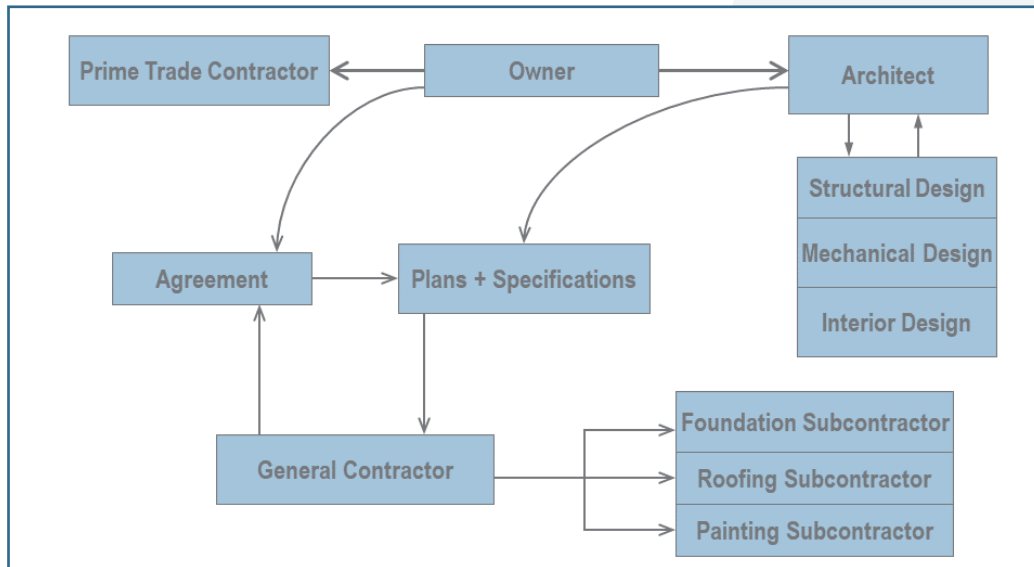 Prime Trade Contractor
Owner
Architect
Structural Design
Mechanical Design
Interior Design
Agreement
Plans + Specifications
General Contractor
Foundation Subcontractor
Roofing Subcontractor
Painting Subcontractor